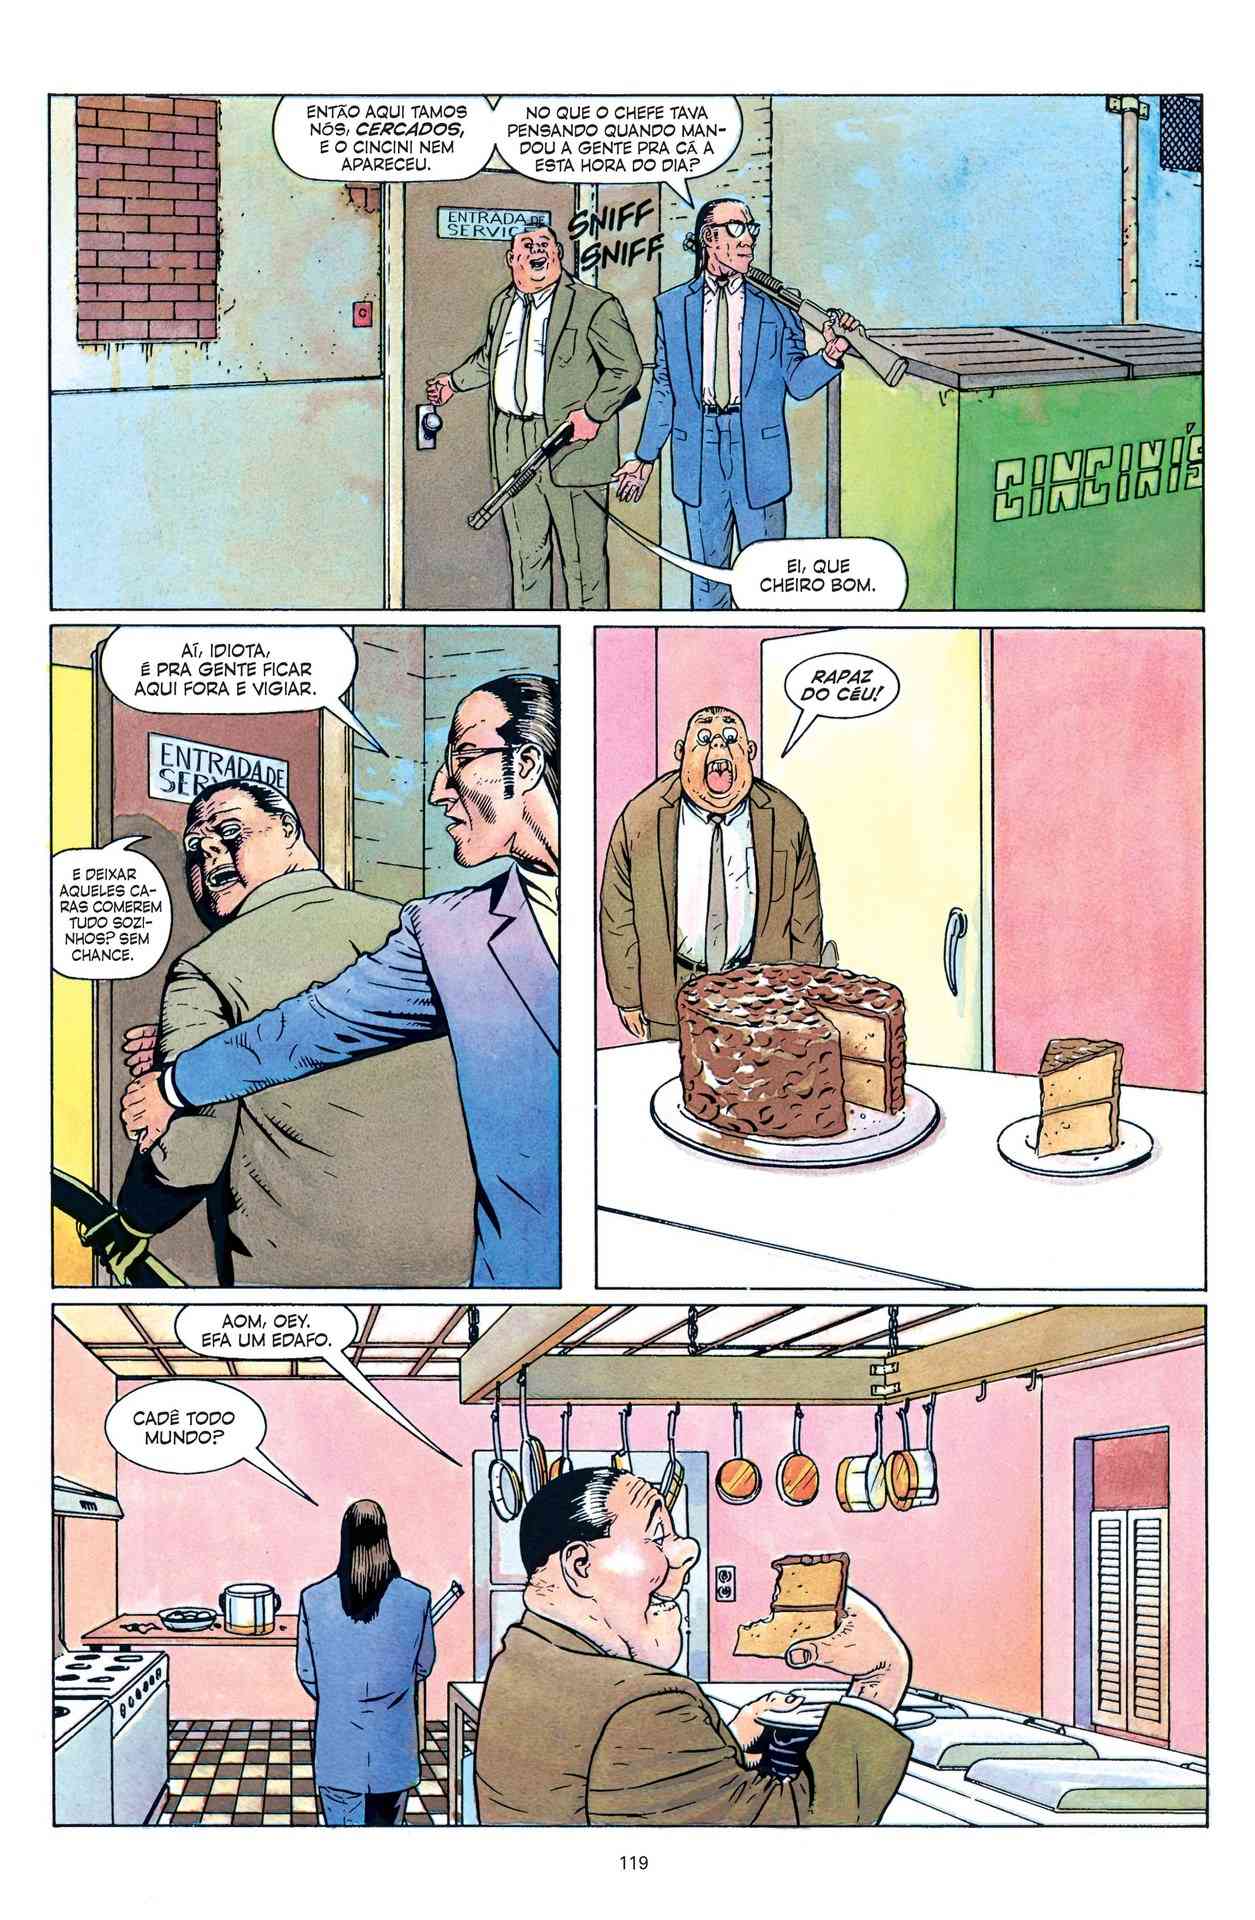 ENTÃO AQUI TAMOS
NÓS, CERCADOS,
E O CINCINI NEM
APARECEU.
NO QUE O CHEFE TAVA
PENSANDO QUANDO MAN-
DOU A GENTE PRA CÁ A
ESTA HORA DO DIA?
ENTRADA DE
SERVIÇ
SNIFF
SNIFF
CINCINI'S
EI, QUE
CHEIRO BOM.
AÍ, IDIOTA,
É PRA GENTE FICAR
AQUI FORA E VIGIAR.
ENTRADA DE
SERV
E DEIXAR
AQUELES CA-
RAS COMEREM
TUDO SOZI-
NHOS? SEM
CHANCE.
RAPAZ
DO CÉU!
AOM, OEY.
EFA UM EDAFO.
CADÊ TODO
MUNDO?
119